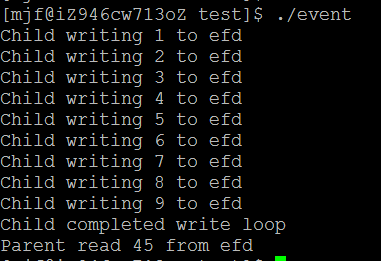 [mjf@iZ946cw713oZ test]$ ./event
Child writing 1 to efd
Child writing 2 to efd
Child writing 3 to efd
Child writing 4 to efd
Child writing 5 to efd
Child writing 6 to efd
Child writing 7 to efd
Child writing 8 to efd
Child writing 9 to efd
Child completed write loop
Parent read 45 from efd